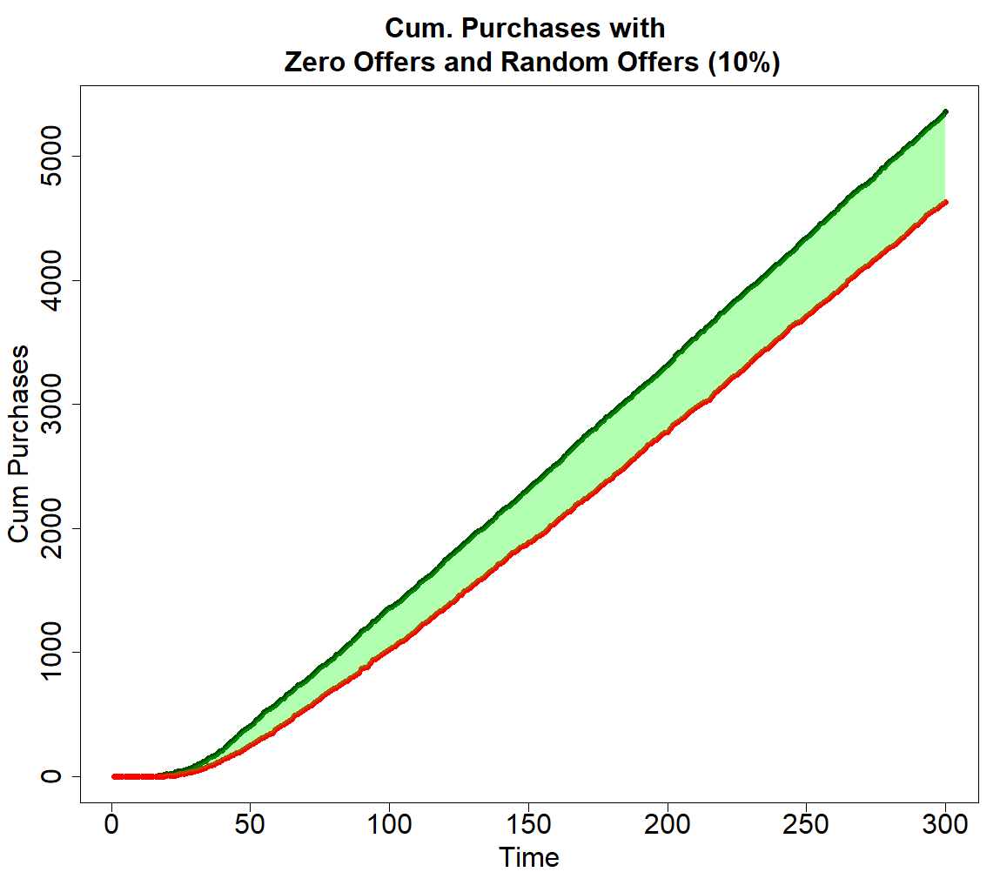 Cum. Purchases with
Zero Offers and Random Offers (10%)
Cum Purchases
5000
4000
3000
2000
1000
0
0 50 100 150 200 250 300
Time